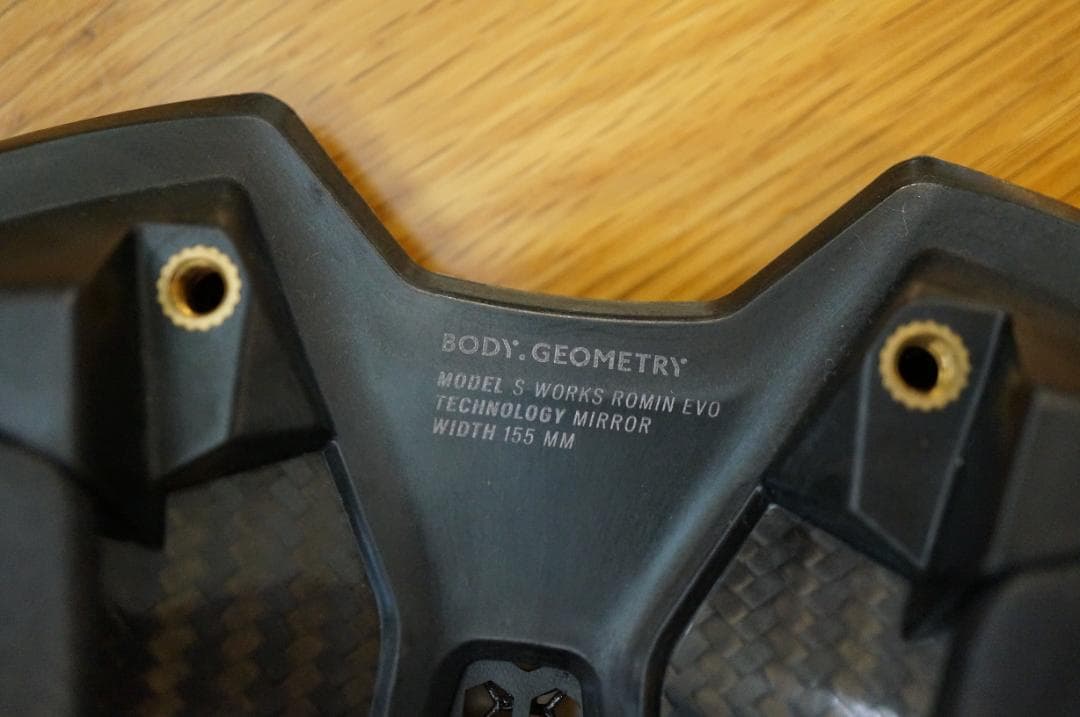 BODY. GEOMETRY
MODEL S-WORKS ROMIN EVO
TECHNOLOGY MIRROR
WIDTH 155 MM